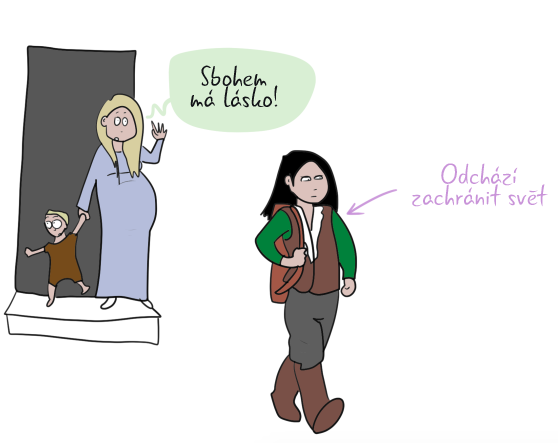 Sbohem
má lásko!
Odchází
zachránit svět